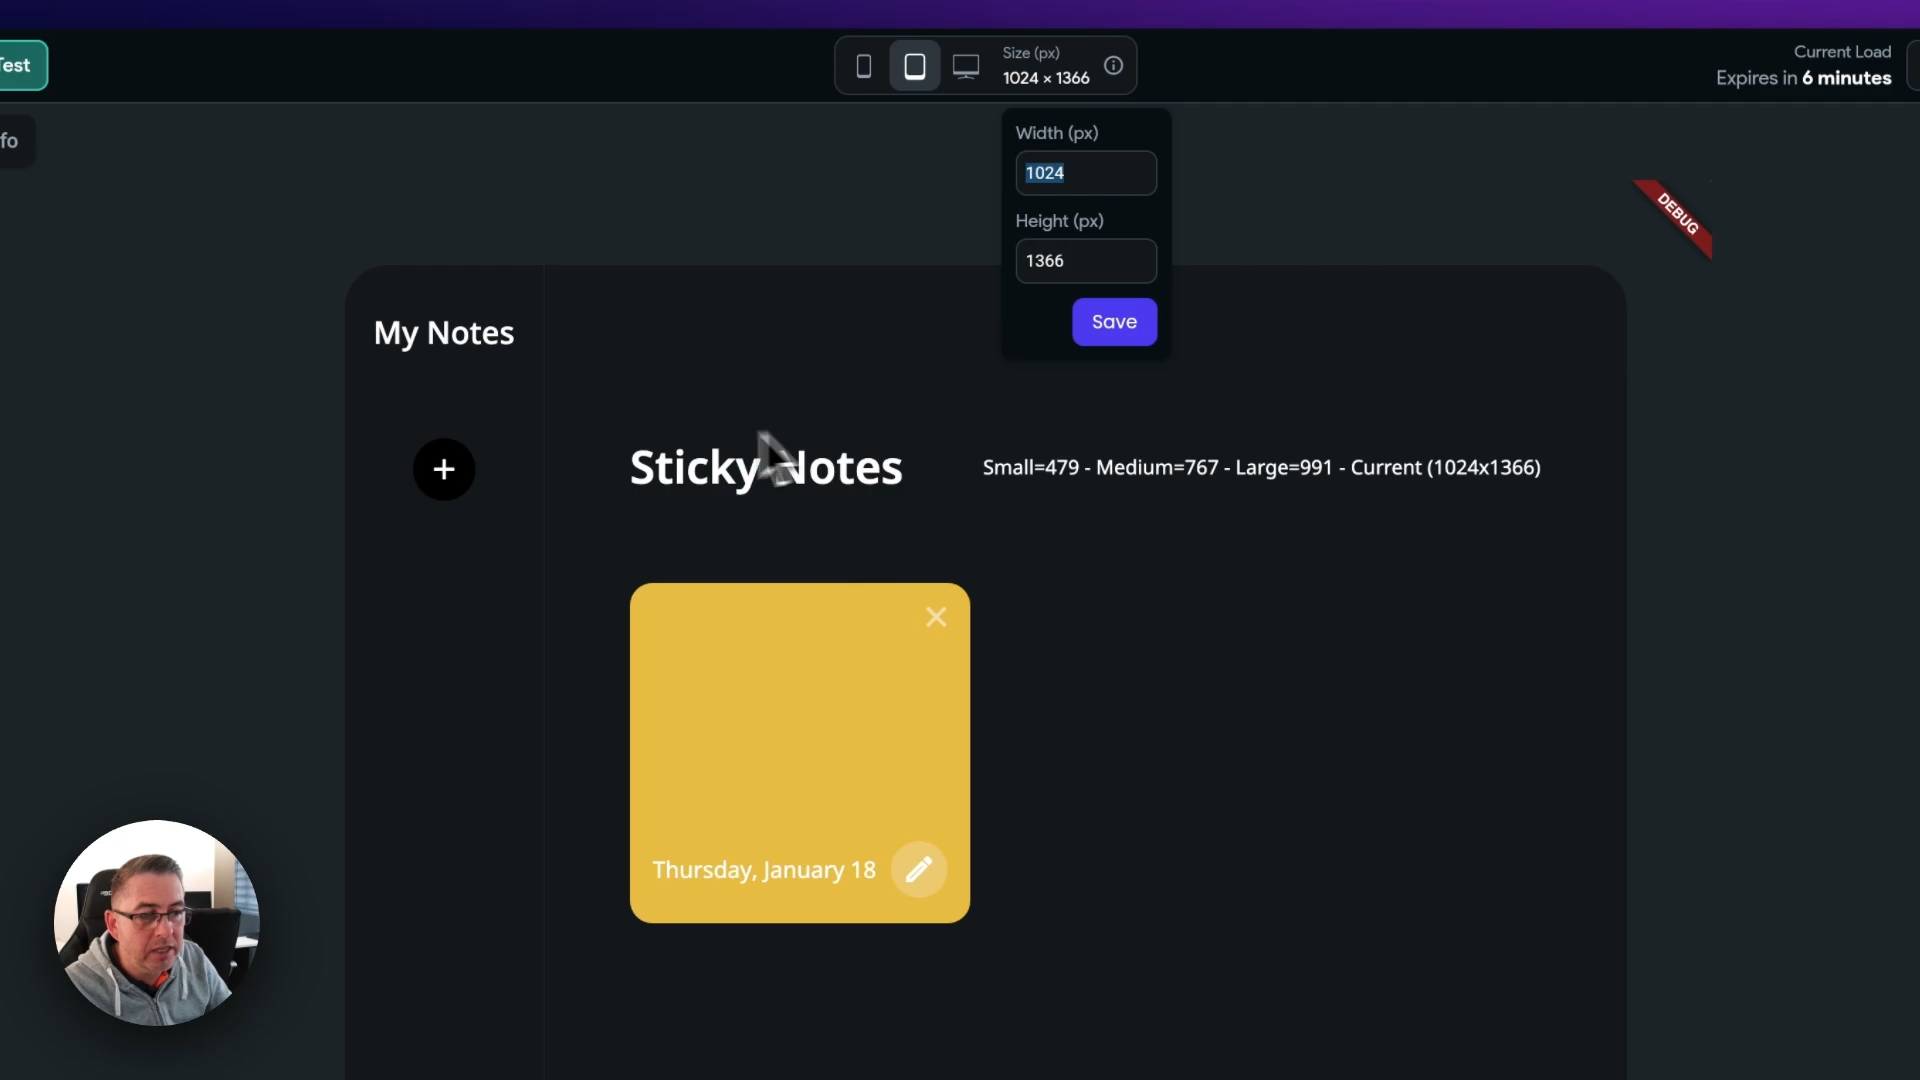 Test
Size (px)
1024 × 1366
Current Load
Expires in 6 minutes
fo
Width (px)
1024
Height (px)
1366
Save
DEBUG
My Notes
+
Sticky Notes
Small=479 - Medium=767 - Large=991 - Current (1024x1366)
Thursday, January 18